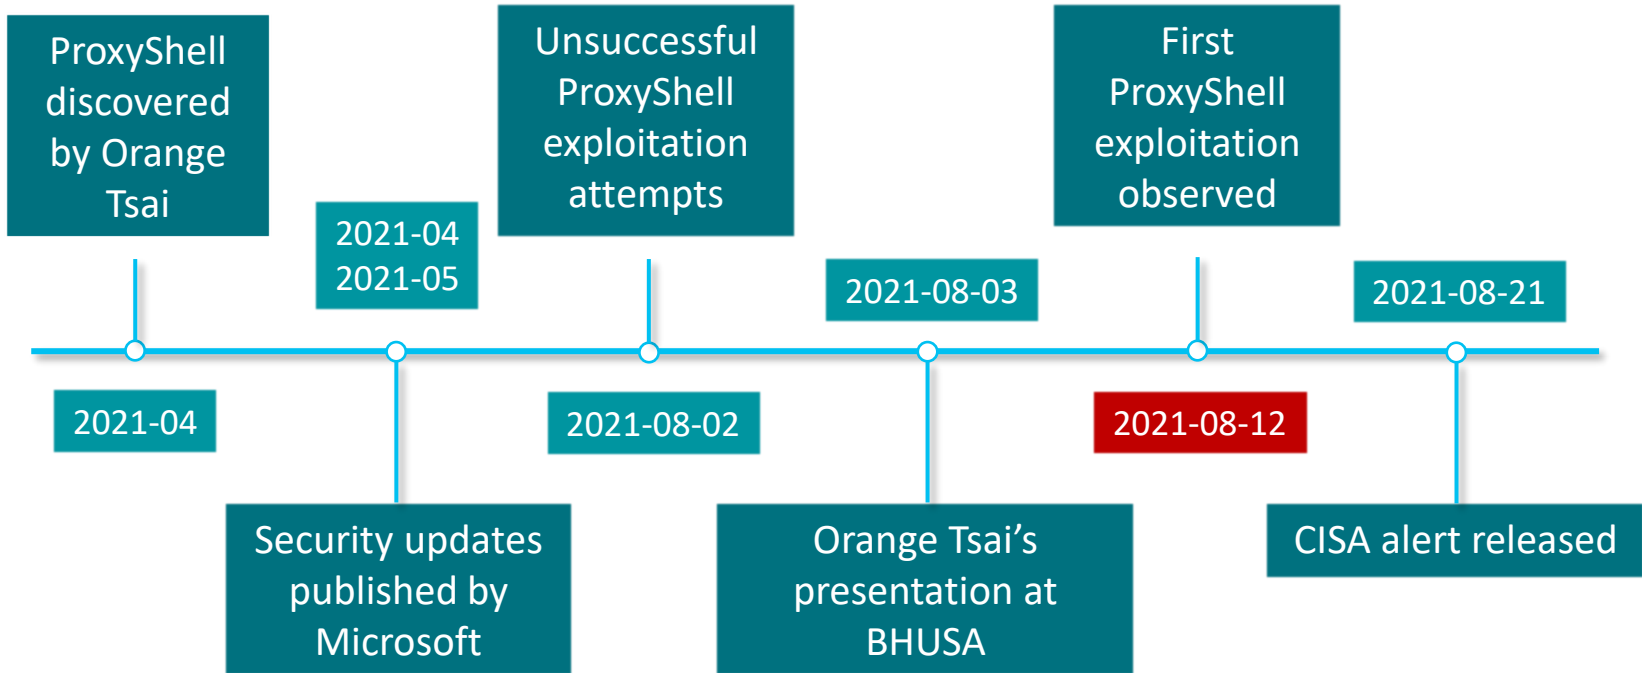 ProxyShell
discovered
by Orange
Tsai
2021-04
2021-04
2021-05
Security updates
published by
Microsoft
Unsuccessful
ProxyShell
exploitation
attempts
2021-08-02
2021-08-03
Orange Tsai’s
presentation at
BHUSA
First
ProxyShell
exploitation
observed
2021-08-12
2021-08-21
CISA alert released